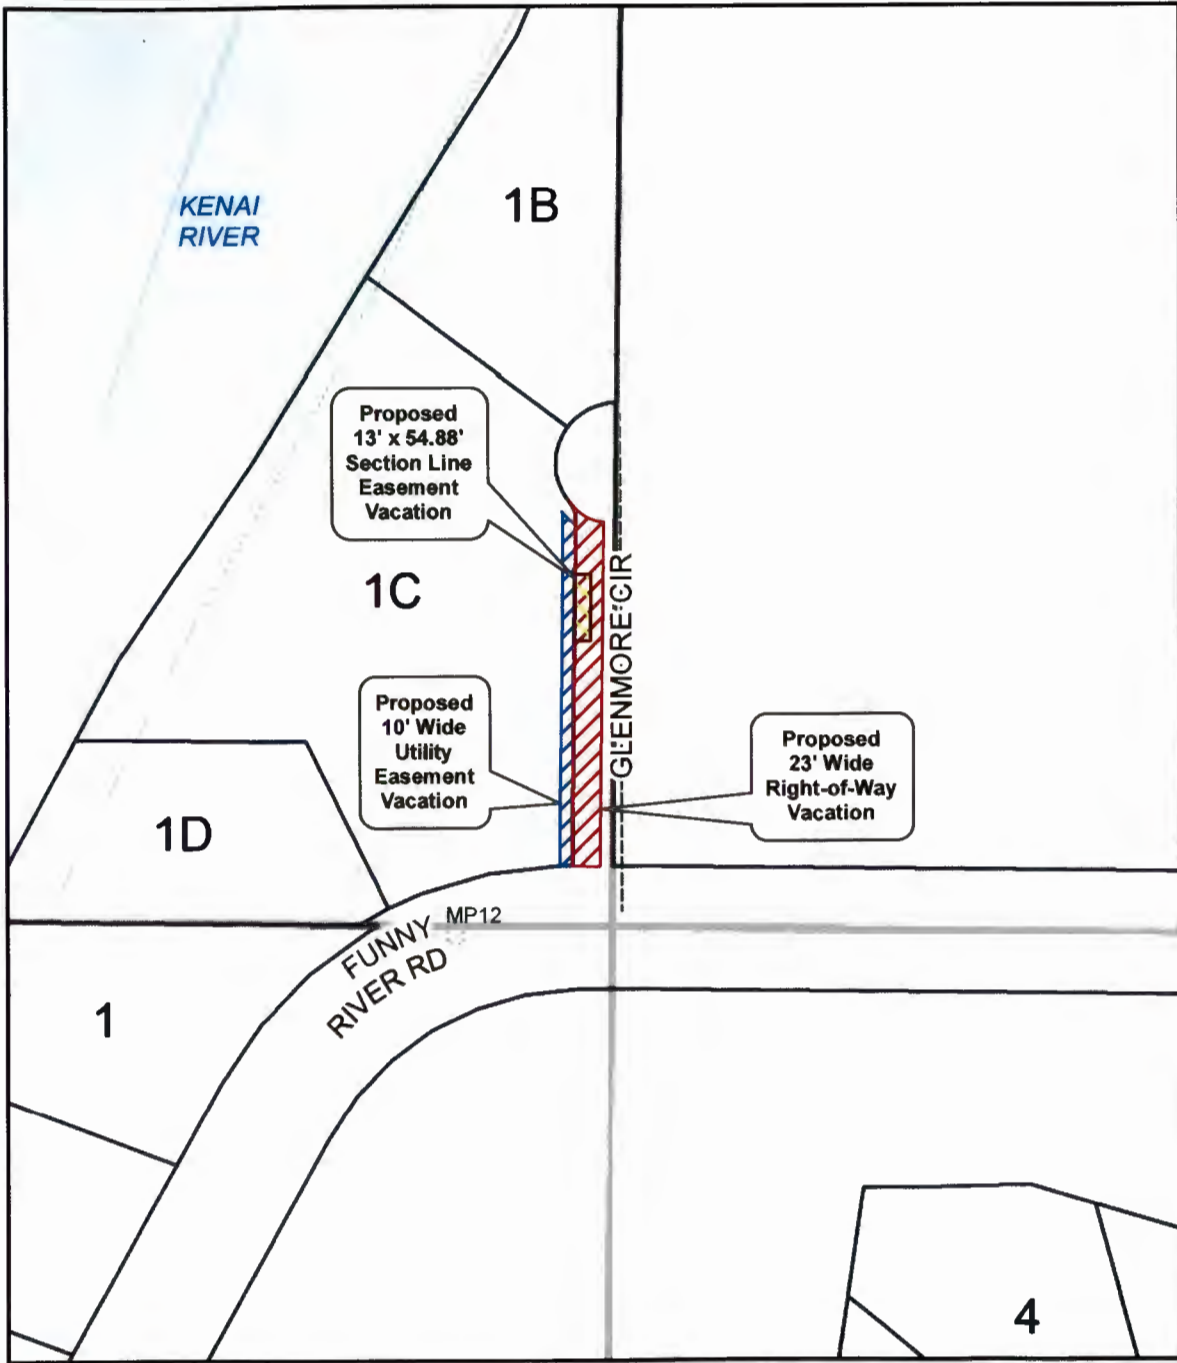 KENAI
RIVER
1B
Proposed
13' x 54.88'
Section Line
Easement
Vacation
1C
GLENMORE CIR
Proposed
10' Wide
Utility
Easement
Vacation
Proposed
23' Wide
Right-of-Way
Vacation
1D
MP12
FUNNY
RIVER RD
1
4